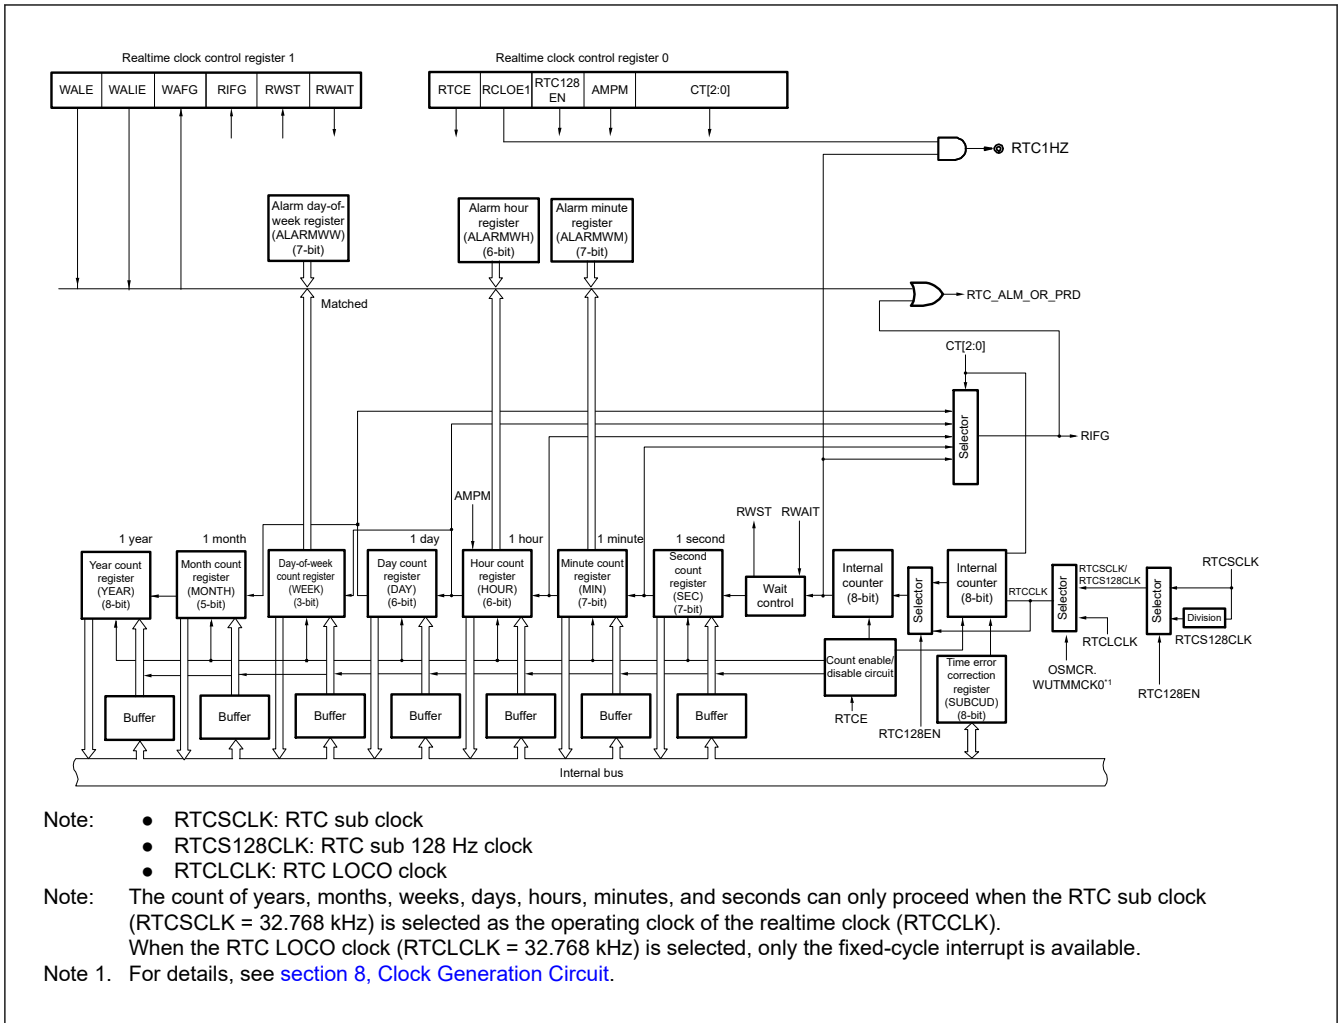 Realtime clock control register 1
Realtime clock control register 0
WALE WALIE WAFG RIFG RWST RWAIT
RTCE RCLOE1 RTC128 EN AMPM CT[2:0]
RTC1HZ
Alarm day-of-
week register
(ALARMWW)
(7-bit)
Alarm hour
register
(ALARMWH)
(6-bit)
Alarm minute
register
(ALARMWM)
(7-bit)
Matched
RTC_ALM_OR_PRD
CT[2:0]
Selector
RIFG
AMPM
RWST RWAIT
1 year
1 month
1 day
1 hour
1 minute
1 second
Year count
register
(YEAR)
(8-bit)
Month count
register
(MONTH)
(5-bit)
Day-of-week
count register
(WEEK)
(3-bit)
Day count
register
(DAY)
(6-bit)
Hour count
register
(HOUR)
(6-bit)
Minute count
register
(MIN)
(7-bit)
Second
count
register
(SEC)
(7-bit)
Wait
control
Internal
counter
(8-bit)
Selector
Internal
counter
(8-bit)
RTCCLK
Selector
RTCSCLK/
RTCS128CLK
Selector
RTCSCLK
Division
RTCS128CLK
RTCLCLK
OSMCR.
WUTMMCK0*1
RTC128EN
Count enable/
disable circuit
RTCE
RTC128EN
Time error
correction
register
(SUBCUD)
(8-bit)
Buffer Buffer Buffer Buffer Buffer Buffer Buffer
Internal bus
Note: ● RTCSCLK: RTC sub clock
● RTCS128CLK: RTC sub 128 Hz clock
● RTCLCLK: RTC LOCO clock
Note: The count of years, months, weeks, days, hours, minutes, and seconds can only proceed when the RTC sub clock
(RTCSCLK = 32.768 kHz) is selected as the operating clock of the realtime clock (RTCCLK).
When the RTC LOCO clock (RTCLCLK = 32.768 kHz) is selected, only the fixed-cycle interrupt is available.
Note 1. For details, see section 8, Clock Generation Circuit.